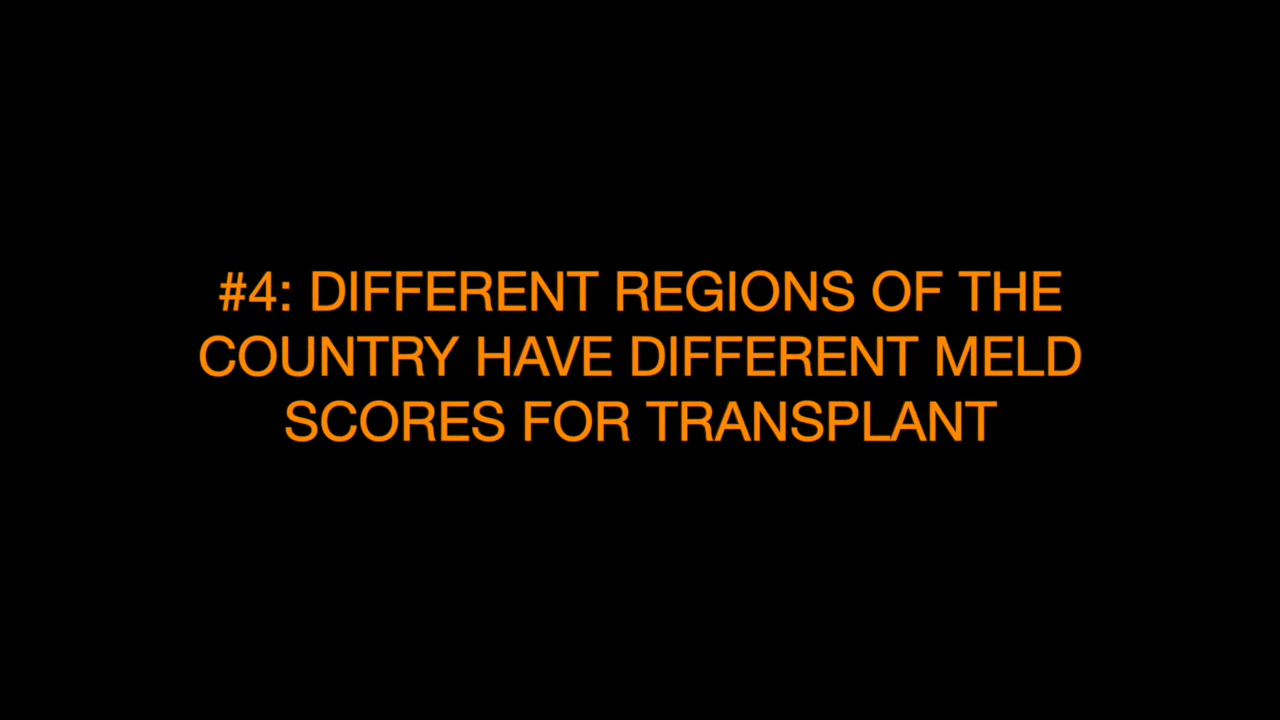 #4: DIFFERENT REGIONS OF THE
COUNTRY HAVE DIFFERENT MELD
SCORES FOR TRANSPLANT